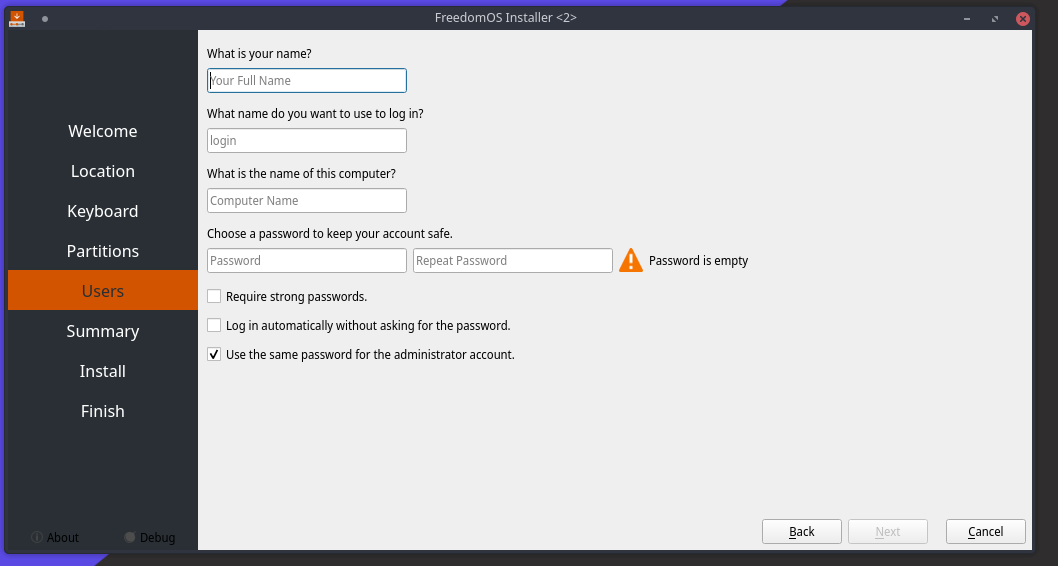 FreedomOS Installer <2>
Welcome
Location
Keyboard
Partitions
Users
Summary
Install
Finish
About
Debug
What is your name?
Your Full Name
What name do you want to use to log in?
login
What is the name of this computer?
Computer Name
Choose a password to keep your account safe.
Password Repeat Password Password is empty
Require strong passwords.
Log in automatically without asking for the password.
Use the same password for the administrator account.
Back Next Cancel